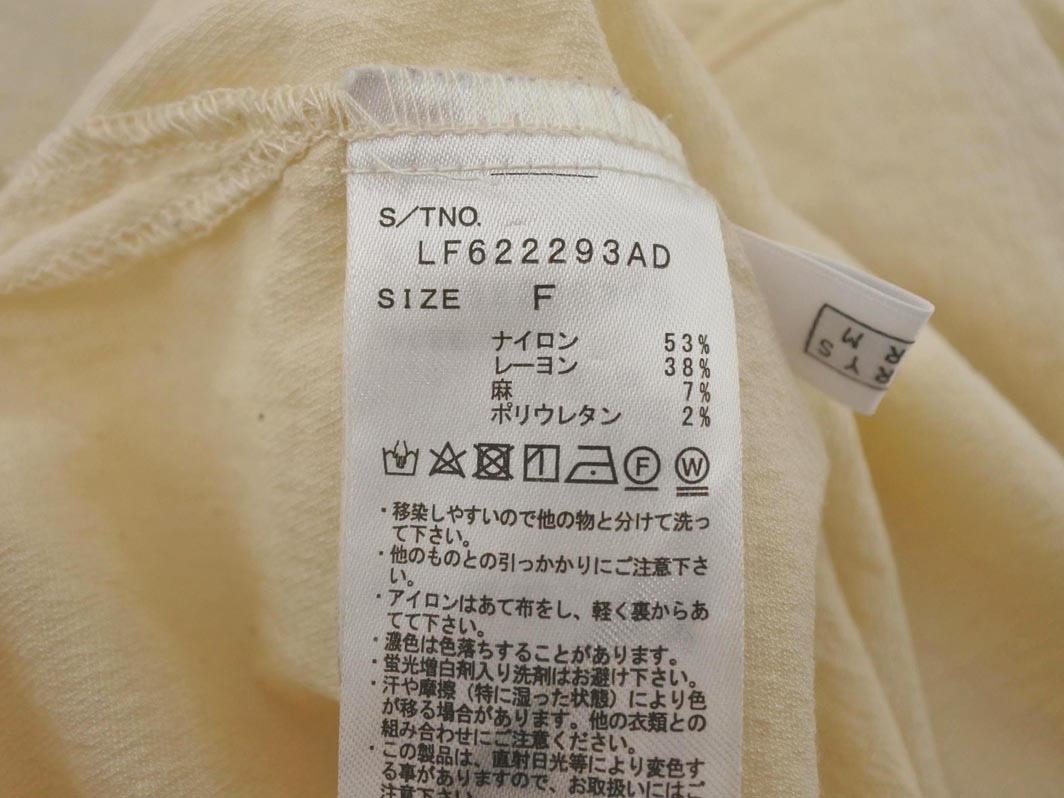 S/TNO.
LF622293AD
SIZE F
ナイロン 53%
レーヨン 38%
麻 7%
ポリウレタン 2%
F W
・移染しやすいので他の物と分けて洗っ
て下さい。
・他のものとの引っかかりにご注意下さ
い。
・アイロンはあて布をし、軽く裏からあ
てて下さい。
・濃色は色落ちすることがあります。
・蛍光増白剤入り洗剤はお避け下さい。
・汗や摩擦（特に湿った状態）により色
が移る場合があります。他の衣類との
組み合わせにご注意ください。
・この製品は、直射日光等により変色す
る事がありますので、お取扱いにはご
注意下さい。
R Y S
R M